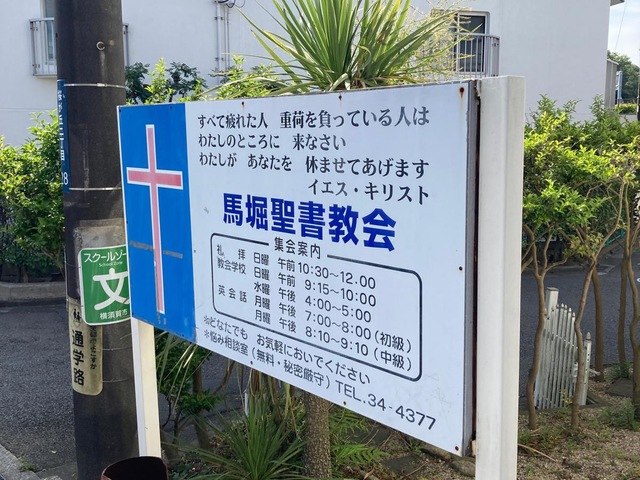 すべて疲れた人 重荷を負っている人は
わたしのところに 来なさい
わたしが あなたを 休ませてあげます
イエス・キリスト
馬堀聖書教会
集会案内
礼拝 日曜 午前 10:30~12.00
教会学校 日曜 午前 9:15~10:00
英会話 水曜 午後 4:00~5:00
月曜 午後 7:00~8:00(初級)
月曜 午後 8:10~9:10(中級)
※どなたでも お気軽においでください
※悩み相談室(無料・秘密厳守)TEL.34-4377
スクールゾーン
School Zone
文
横須賀市
通学路